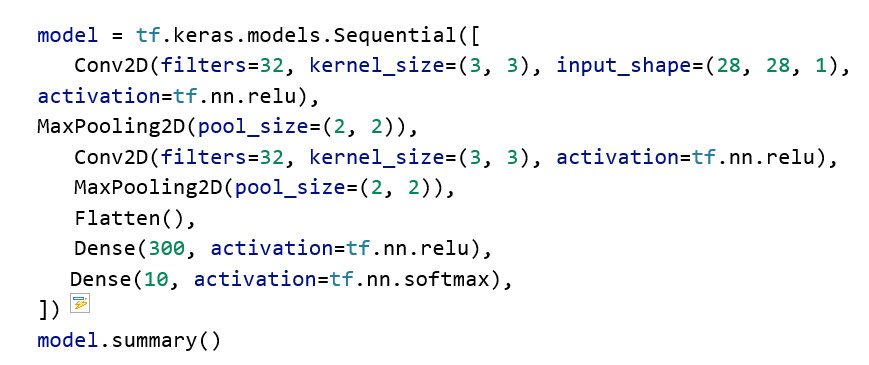 model = tf.keras.models.Sequential([
Conv2D(filters=32, kernel_size=(3, 3), input_shape=(28, 28, 1),
activation=tf.nn.relu),
MaxPooling2D(pool_size=(2, 2)),
Conv2D(filters=32, kernel_size=(3, 3), activation=tf.nn.relu),
MaxPooling2D(pool_size=(2, 2)),
Flatten(),
Dense(300, activation=tf.nn.relu),
Dense(10, activation=tf.nn.softmax),
])
model.summary()